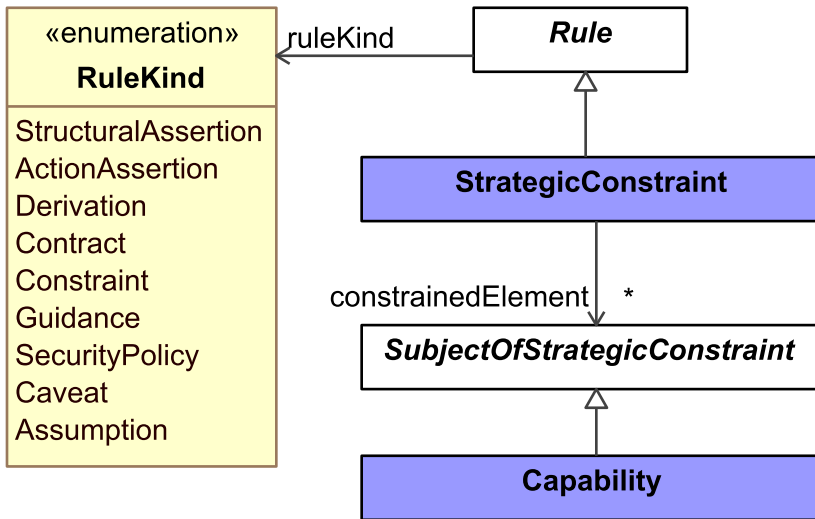 «enumeration»
RuleKind
StructuralAssertion
ActionAssertion
Derivation
Contract
Constraint
Guidance
SecurityPolicy
Caveat
Assumption
ruleKind
Rule
StrategicConstraint
constrainedElement *
SubjectOfStrategicConstraint
Capability